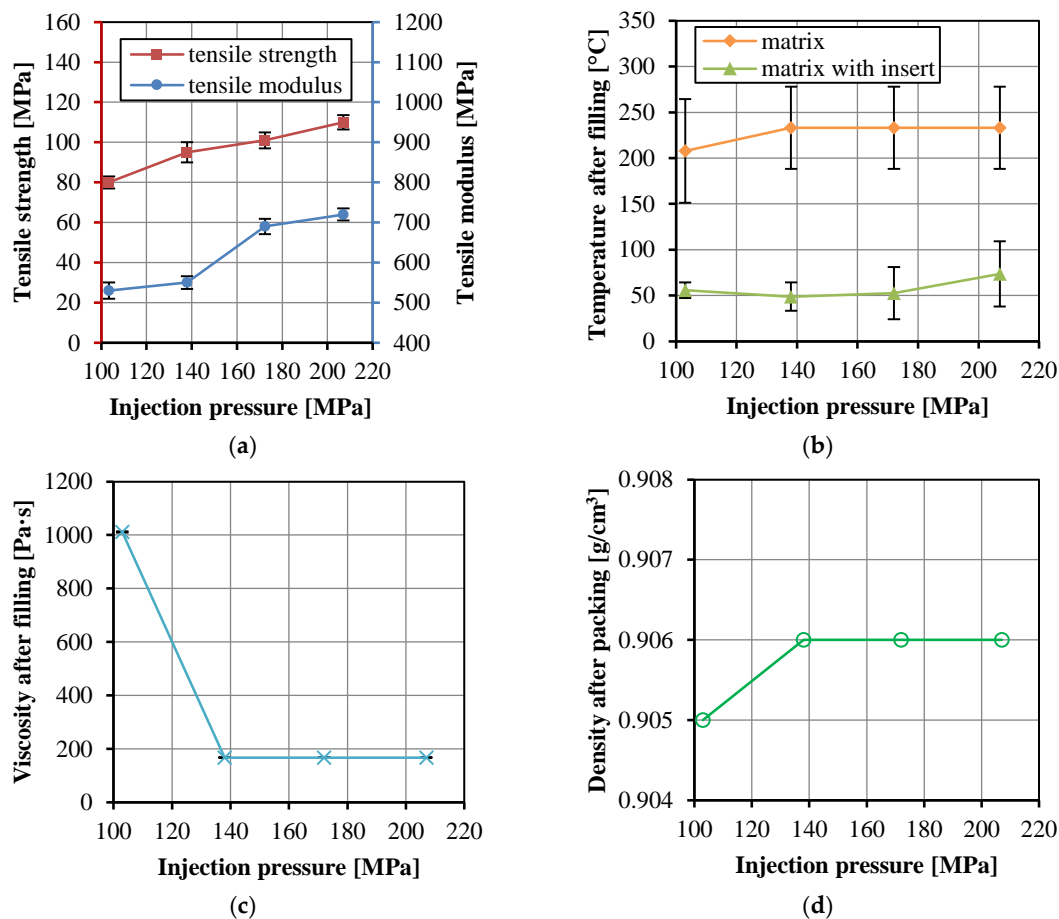 160
140
120
100
80
60
40
20
0
Tensile strength [MPa]
tensile strength
tensile modulus
1200
1100
1000
900
800
700
600
500
400
Tensile modulus [MPa]
100 120 140 160 180 200 220
Injection pressure [MPa]
(a)
350
300
250
200
150
100
50
0
Temperature after filling [°C]
matrix
matrix with insert
100 120 140 160 180 200 220
Injection pressure [MPa]
(b)
1200
1000
800
600
400
200
0
Viscosity after filling [Pa·s]
100 120 140 160 180 200 220
Injection pressure [MPa]
(c)
0.908
0.907
0.906
0.905
0.904
Density after packing [g/cm³]
100 120 140 160 180 200 220
Injection pressure [MPa]
(d)